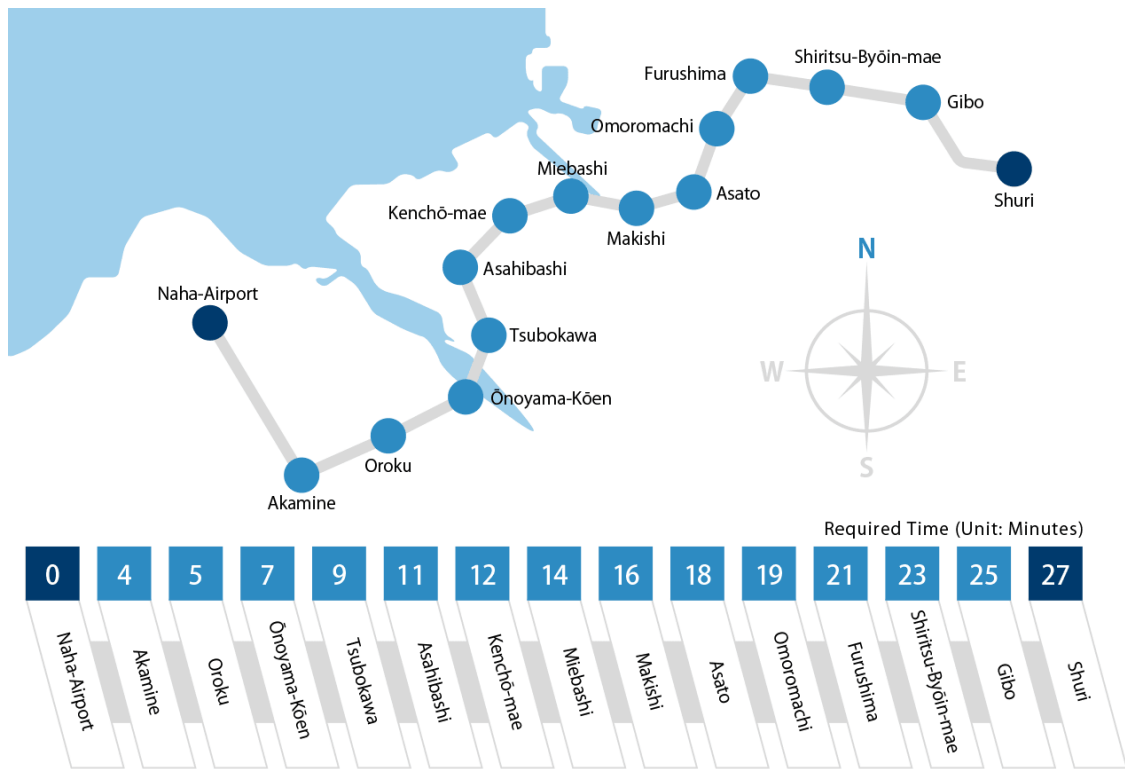 Shiritsu-Byōin-mae
Furushima
Gibo
Omoromachi
Miebashi
Asato
Shuri
Kenchō-mae
Makishi
N
Asahibashi
Naha-Airport
Tsubokawa
W
E
Ōnoyama-Kōen
Oroku
S
Akamine
Required Time (Unit: Minutes)
0 4 5 7 9 11 12 14 16 18 19 21 23 25 27
Naha-Airport
Akamine
Oroku
Ōnoyama-Kōen
Tsubokawa
Asahibashi
Kenchō-mae
Miebashi
Makishi
Asato
Omoromachi
Furushima
Shiritsu-Byōin-mae
Gibo
Shuri